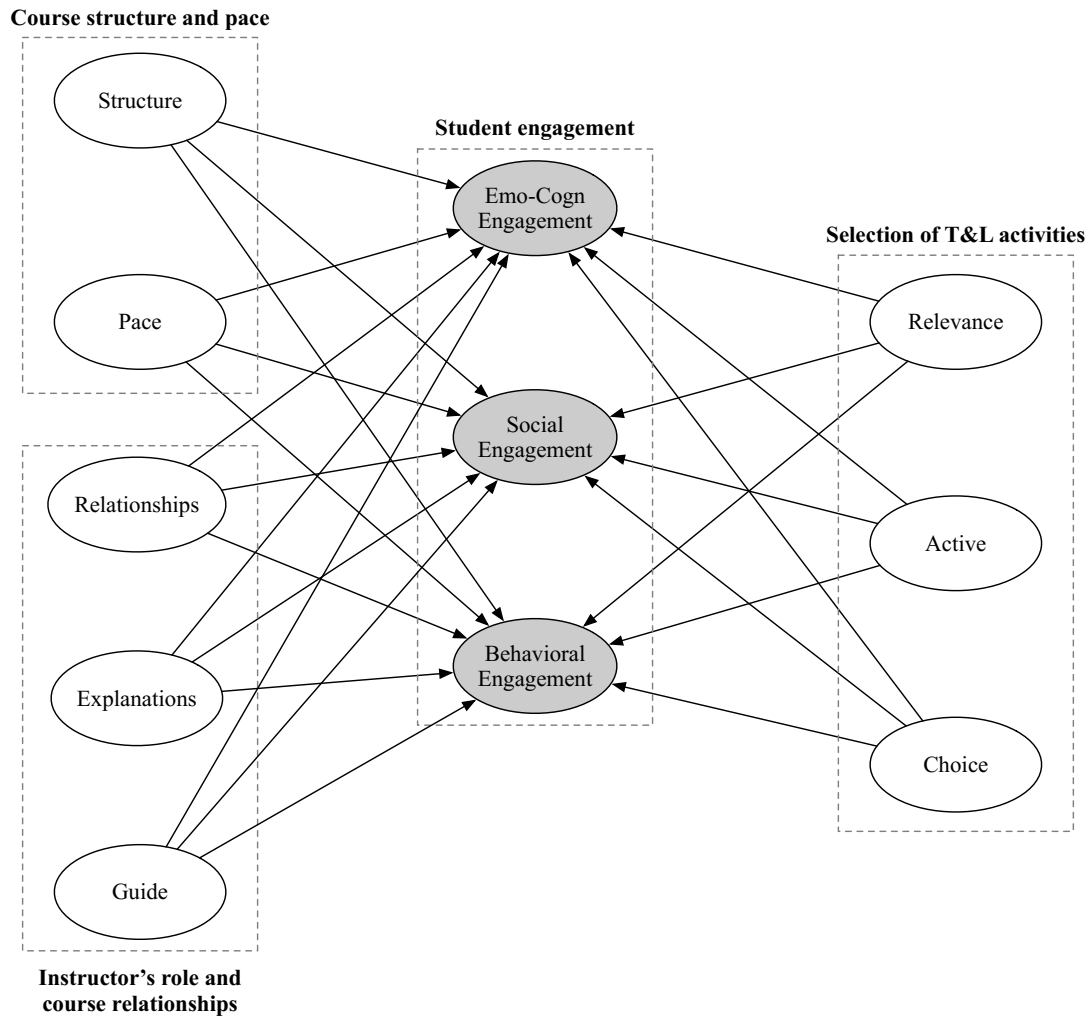 Course structure and pace
Structure
Pace
Relationships
Explanations
Guide
Instructor’s role and
course relationships
Student engagement
Emo-Cogn
Engagement
Social
Engagement
Behavioral
Engagement
Selection of T&L activities
Relevance
Active
Choice